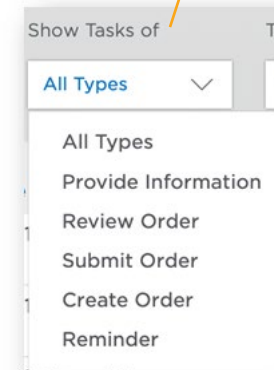 Show Tasks of
All Types
All Types
Provide Information
Review Order
Submit Order
Create Order
Reminder